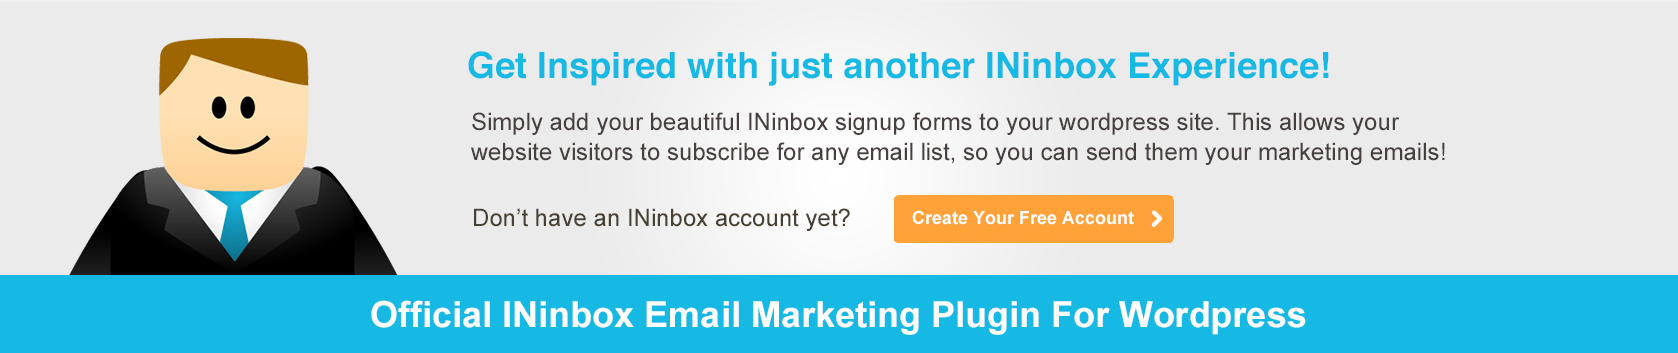 Get Inspired with just another INinbox Experience!
Simply add your beautiful INinbox signup forms to your wordpress site. This allows your
website visitors to subscribe for any email list, so you can send them your marketing emails!
Don’t have an INinbox account yet?
Create Your Free Account
Official INinbox Email Marketing Plugin For Wordpress